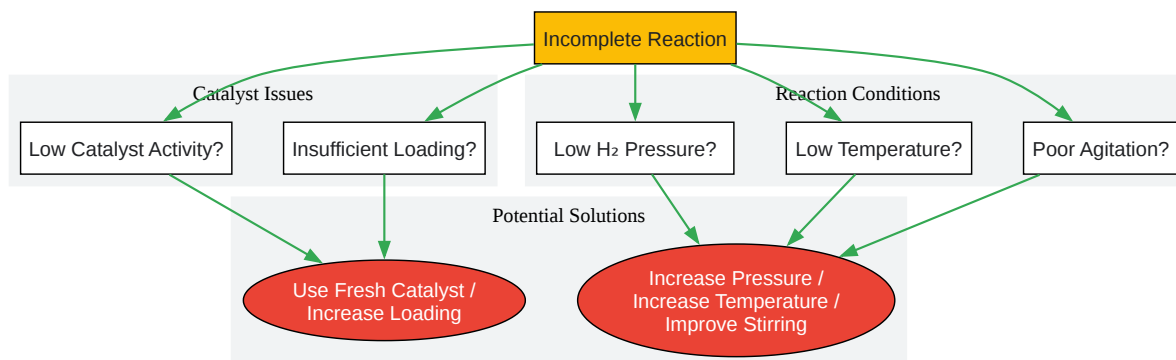 Incomplete Reaction
Catalyst Issues
Reaction Conditions
Low Catalyst Activity?
Insufficient Loading?
Low H₂ Pressure?
Low Temperature?
Poor Agitation?
Potential Solutions
Use Fresh Catalyst /
Increase Loading
Increase Pressure /
Increase Temperature /
Improve Stirring